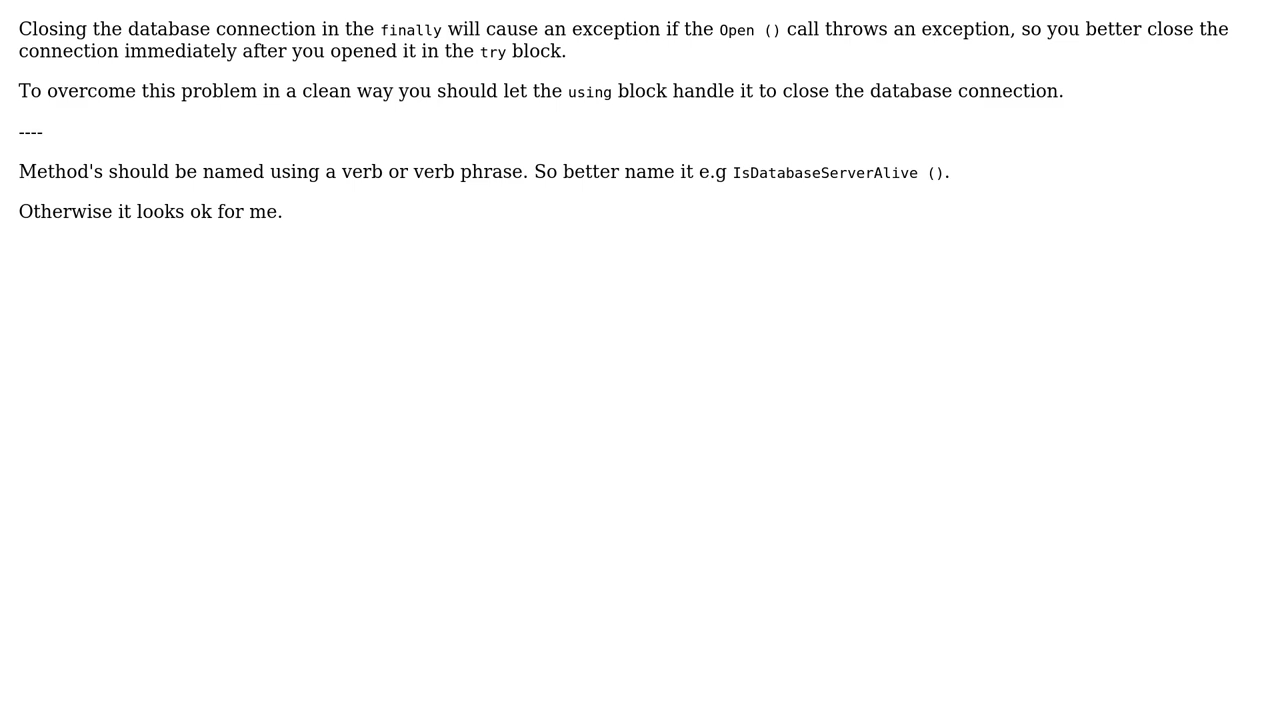 Closing the database connection in the finally will cause an exception if the Open () call throws an exception, so you better close the
connection immediately after you opened it in the try block.
To overcome this problem in a clean way you should let the using block handle it to close the database connection.
----
Method's should be named using a verb or verb phrase. So better name it e.g IsDatabaseServerAlive ().
Otherwise it looks ok for me.